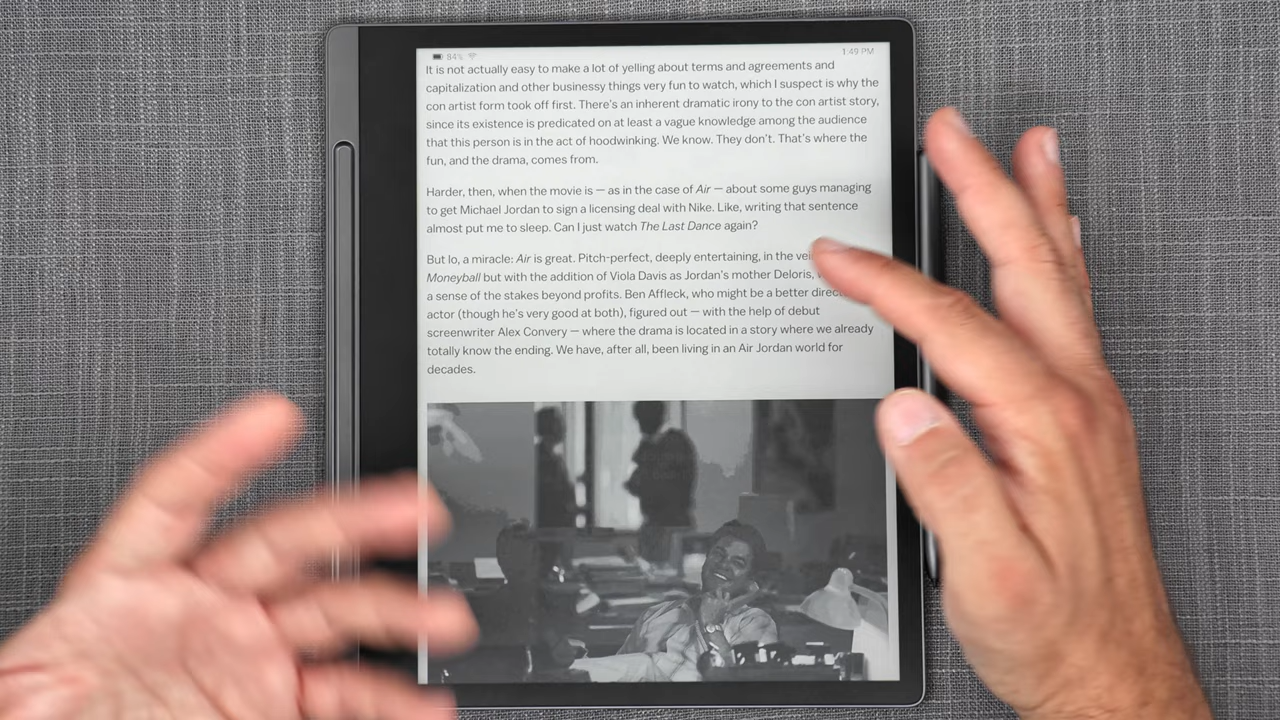 84%
1:49 PM
It is not actually easy to make a lot of yelling about terms and agreements and
capitalization and other businessy things very fun to watch, which I suspect is why the
con artist form took off first. There's an inherent dramatic irony to the con artist story,
since its existence is predicated on at least a vague knowledge among the audience
that this person is in the act of hoodwinking. We know. They don't. That's where the
fun, and the drama, comes from.
Harder, then, when the movie is — as in the case of Air — about some guys managing
to get Michael Jordan to sign a licensing deal with Nike. Like, writing that sentence
almost put me to sleep. Can I just watch The Last Dance again?
But lo, a miracle: Air is great. Pitch-perfect, deeply entertaining, in the
Moneyball but with the addition of Viola Davis as Jordan's mother Deloris,
a sense of the stakes beyond profits. Ben Affleck, who might be a better
actor (though he's very good at both), figured out — with the help of debut
screenwriter Alex Convery — where the drama is located in a story where we already
totally know the ending. We have, after all, been living in an Air Jordan world for
decades.